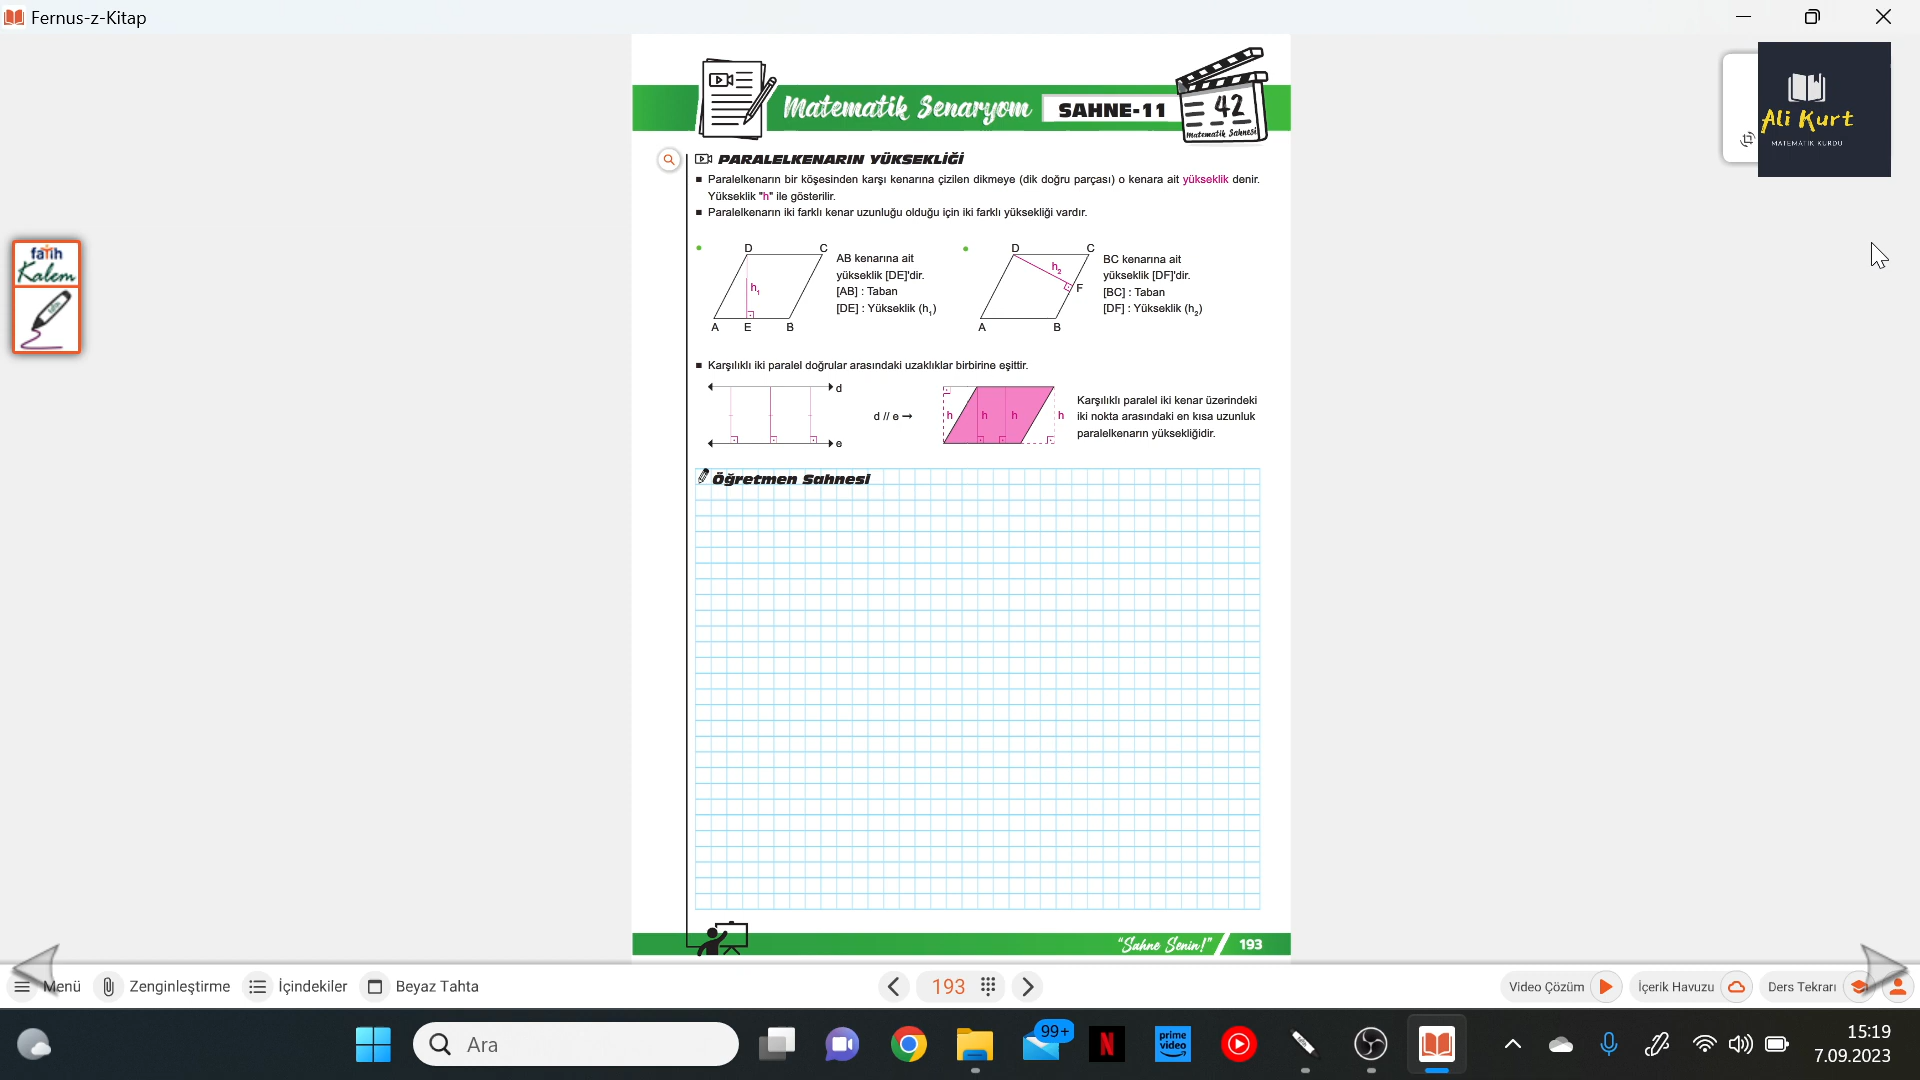 Fernus-z-Kitap
Ali Kurt
MATEMATİK KURDU
Matematik Senaryom
SAHNE-11
42
Matematik Sahnesi
fatih
Kalem
PARALELKENARIN YÜKSEKLİĞİ
▪ Paralelkenarın bir köşesinden karşı kenarına çizilen dikmeye (dik doğru parçası) o kenara ait yükseklik denir.
Yükseklik "h" ile gösterilir.
▪ Paralelkenarın iki farklı kenar uzunluğu olduğu için iki farklı yüksekliği vardır.
D C
h₁
A E B
AB kenarına ait
yükseklik [DE]'dir.
[AB] : Taban
[DE] : Yükseklik (h₁)
D C
h₂
F
A B
BC kenarına ait
yükseklik [DF]'dir.
[BC] : Taban
[DF] : Yükseklik (h₂)
▪ Karşılıklı iki paralel doğrular arasındaki uzaklıklar birbirine eşittir.
d
e
d // e →
h h h h
Karşılıklı paralel iki kenar üzerindeki
iki nokta arasındaki en kısa uzunluk
paralelkenarın yüksekliğidir.
Öğretmen Sahnesi
"Sahne Senin!" 193
Menü Zenginleştirme İçindekiler Beyaz Tahta 193 Video Çözüm İçerik Havuzu Ders Tekrarı
Ara
99+
N
prime
video
15:19
7.09.2023